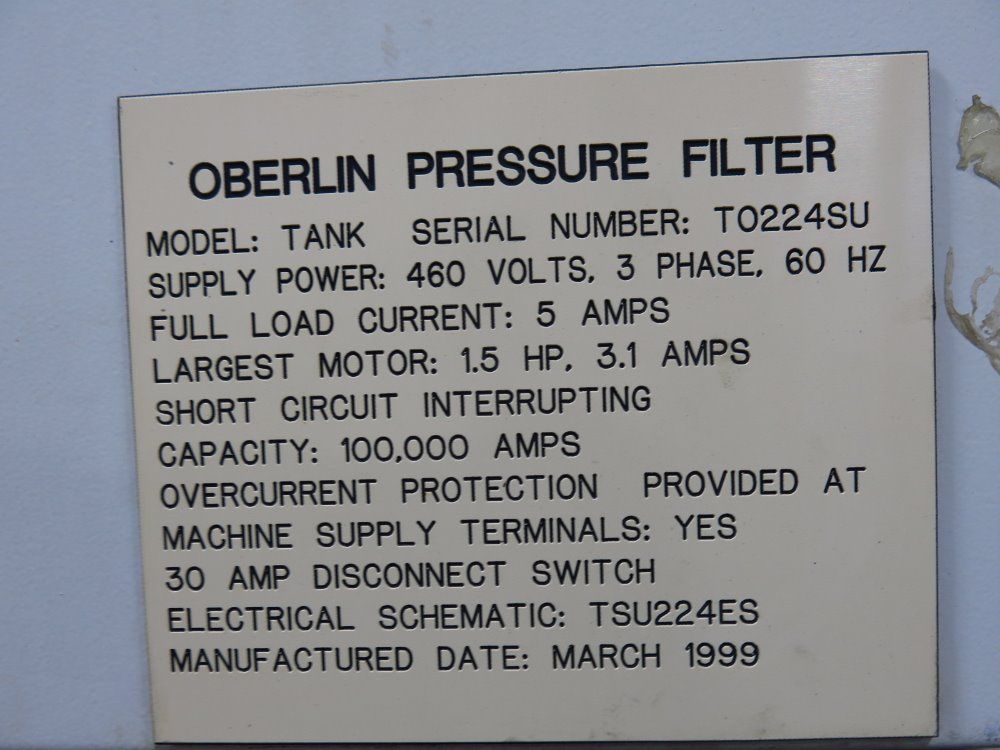 OBERLIN PRESSURE FILTER
MODEL: TANK SERIAL NUMBER: TO224SU
SUPPLY POWER: 460 VOLTS, 3 PHASE, 60 HZ
FULL LOAD CURRENT: 5 AMPS
LARGEST MOTOR: 1.5 HP, 3.1 AMPS
SHORT CIRCUIT INTERRUPTING
CAPACITY: 100,000 AMPS
OVERCURRENT PROTECTION PROVIDED AT
MACHINE SUPPLY TERMINALS: YES
30 AMP DISCONNECT SWITCH
ELECTRICAL SCHEMATIC: TSU224ES
MANUFACTURED DATE: MARCH 1999